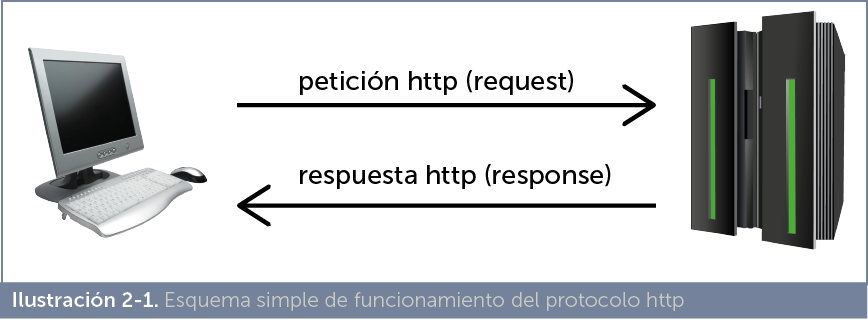 petición http (request)
respuesta http (response)
Ilustración 2-1. Esquema simple de funcionamiento del protocolo http